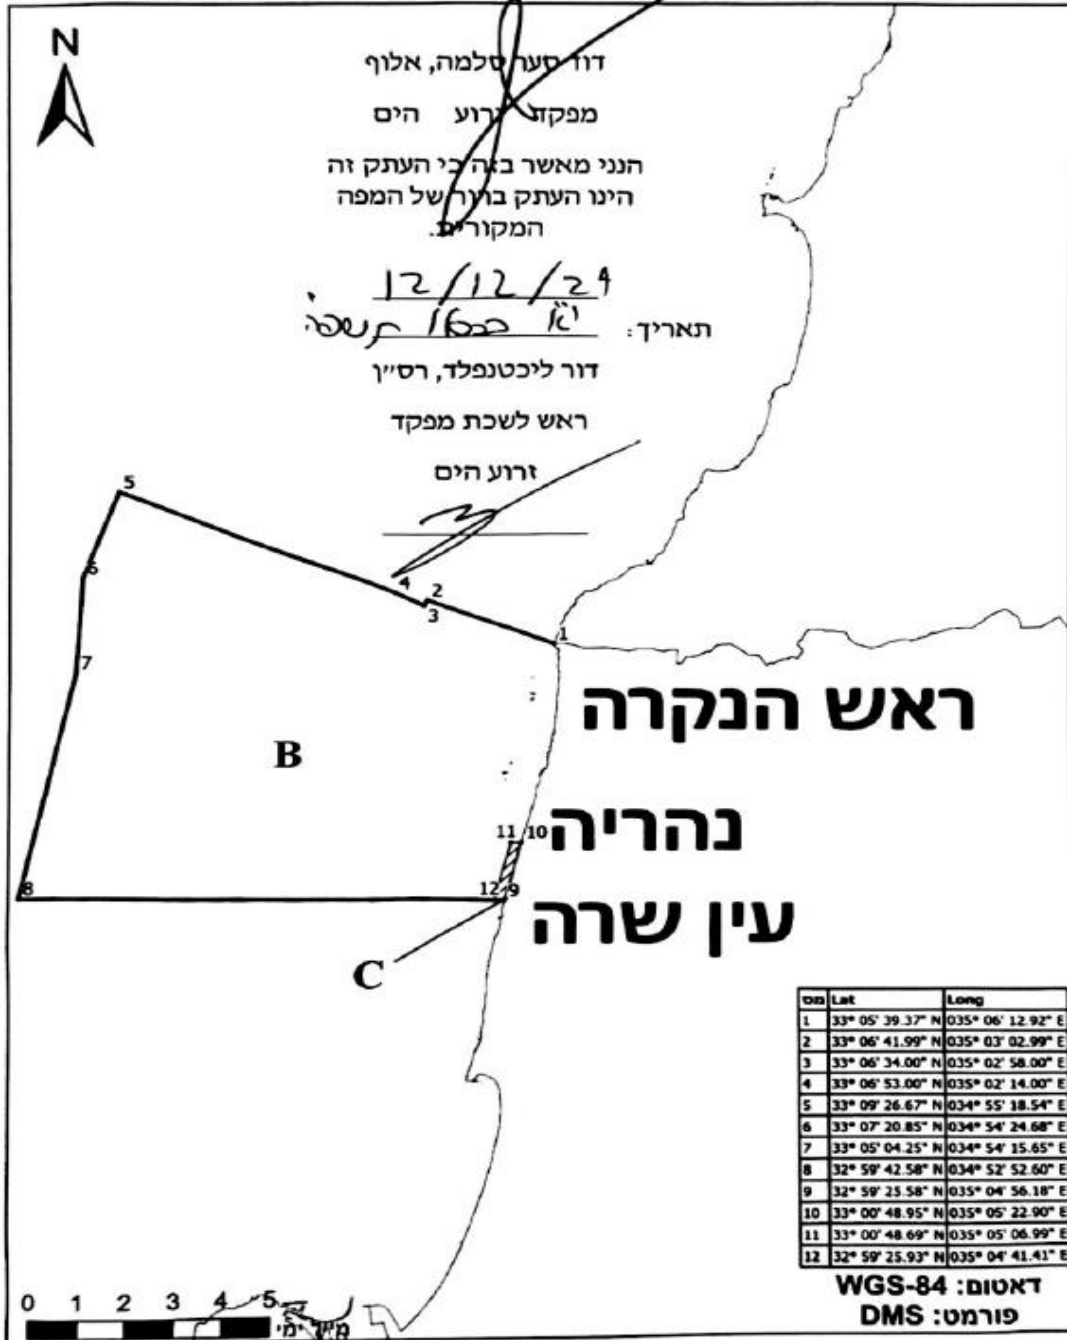 N
דוד סער סלמה, אלוף
מפקד זרוע הים
הנני מאשר בזה כי העתק זה
הינו העתק ברור של המפה
המקורית.
12/12/24
תאריך: י"א בכסלו תשפ"ה
דור ליכטנפלד, רס"ן
ראש לשכת מפקד
זרוע הים
5
6
4
2
3
1
7
ראש הנקרה
B
נהריה
11 10
8
12 9
עין שרה
C
מס Lat Long
1 33° 05' 39.37" N 035° 06' 12.92" E
2 33° 06' 41.99" N 035° 03' 02.99" E
3 33° 06' 34.00" N 035° 02' 58.00" E
4 33° 06' 53.00" N 035° 02' 14.00" E
5 33° 09' 26.67" N 034° 55' 18.54" E
6 33° 07' 20.85" N 034° 54' 24.68" E
7 33° 05' 04.25" N 034° 54' 15.65" E
8 32° 59' 42.58" N 034° 52' 52.60" E
9 32° 59' 25.58" N 035° 04' 56.18" E
10 33° 00' 48.95" N 035° 05' 22.90" E
11 33° 00' 48.69" N 035° 05' 06.99" E
12 32° 59' 25.93" N 035° 04' 41.41" E
דאטום: WGS-84
פורמט: DMS
0 1 2 3 4 5
מייל ימי